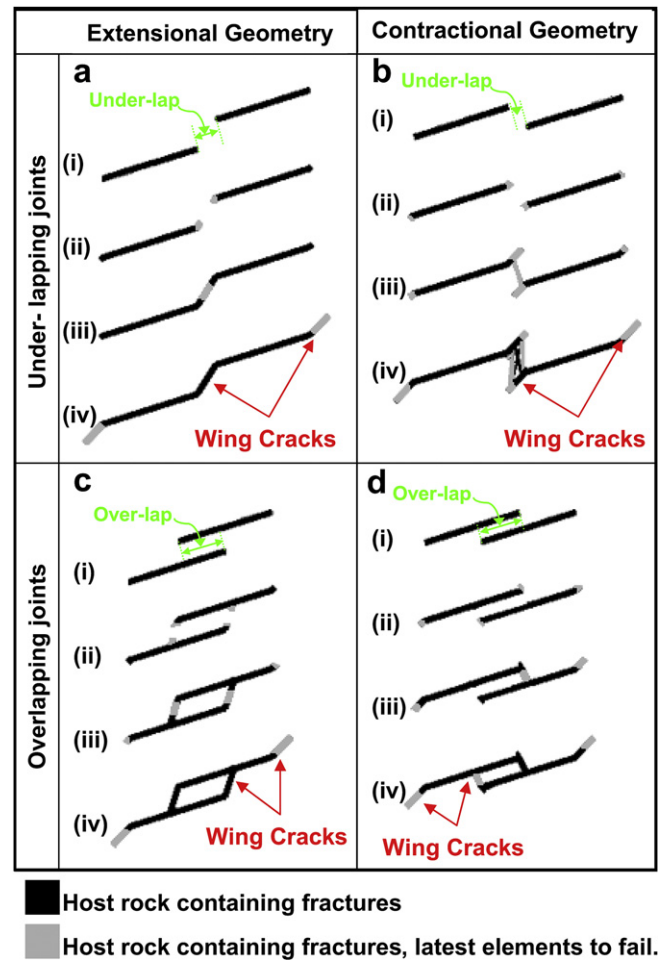 Extensional Geometry
Contractional Geometry
Under- lapping joints
a
Under-lap
(i)
(ii)
(iii)
(iv)
Wing Cracks
b
Under-lap
(i)
(ii)
(iii)
(iv)
Wing Cracks
Overlapping joints
c
Over-lap
(i)
(ii)
(iii)
(iv)
Wing Cracks
d
Over-lap
(i)
(ii)
(iii)
(iv)
Wing Cracks
Host rock containing fractures
Host rock containing fractures, latest elements to fail.